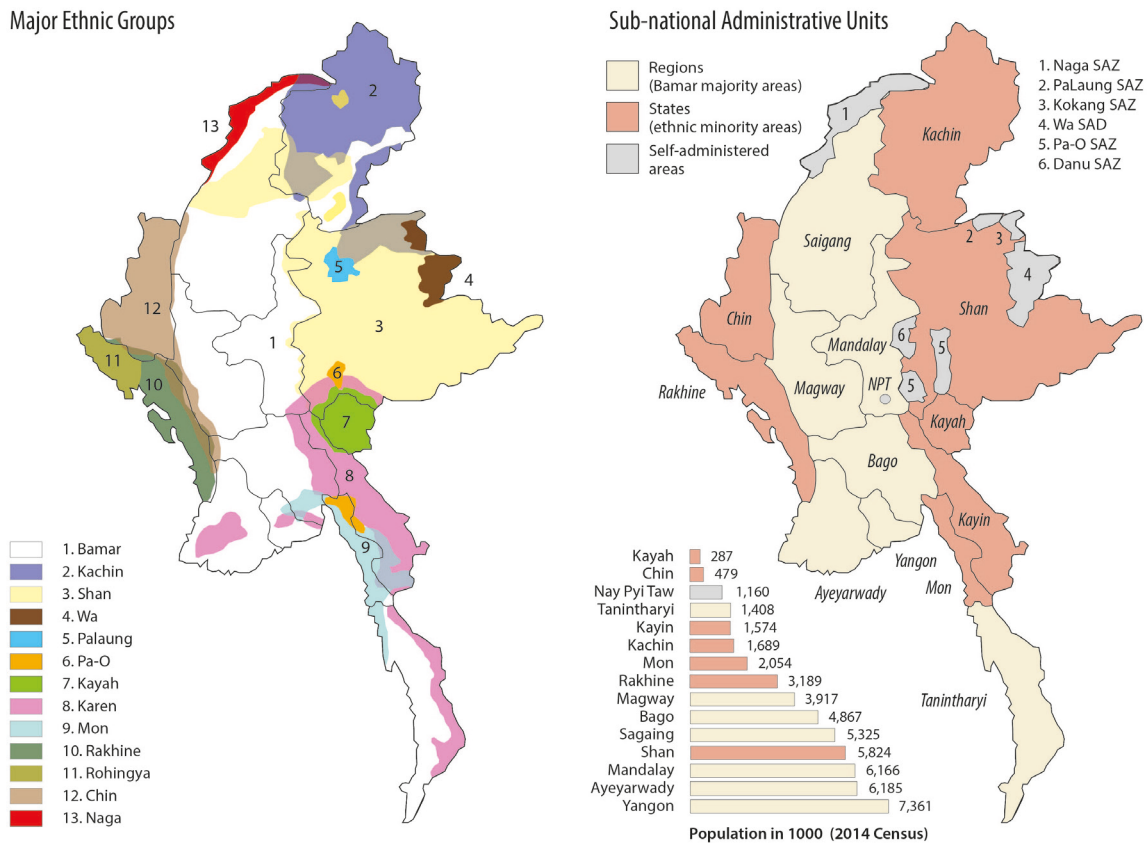 Major Ethnic Groups
2
13
5
4
12
3
1
11
10
6
7
8
9
1. Bamar
2. Kachin
3. Shan
4. Wa
5. Palaung
6. Pa-O
7. Kayah
8. Karen
9. Mon
10. Rakhine
11. Rohingya
12. Chin
13. Naga
Sub-national Administrative Units
Regions
(Bamar majority areas)
States
(ethnic minority areas)
Self-administered
areas
1. Naga SAZ
2. PaLaung SAZ
3. Kokang SAZ
4. Wa SAD
5. Pa-O SAZ
6. Danu SAZ
1
Kachin
Saigang
2
3
4
Chin
Shan
Mandalay
6
5
Rakhine
Magway
NPT
5
Kayah
Bago
Kayin
Yangon
Mon
Ayeyarwady
Tanintharyi
Kayah 287
Chin 479
Nay Pyi Taw 1,160
Tanintharyi 1,408
Kayin 1,574
Kachin 1,689
Mon 2,054
Rakhine 3,189
Magway 3,917
Bago 4,867
Sagaing 5,325
Shan 5,824
Mandalay 6,166
Ayeyarwady 6,185
Yangon 7,361
Population in 1000 (2014 Census)